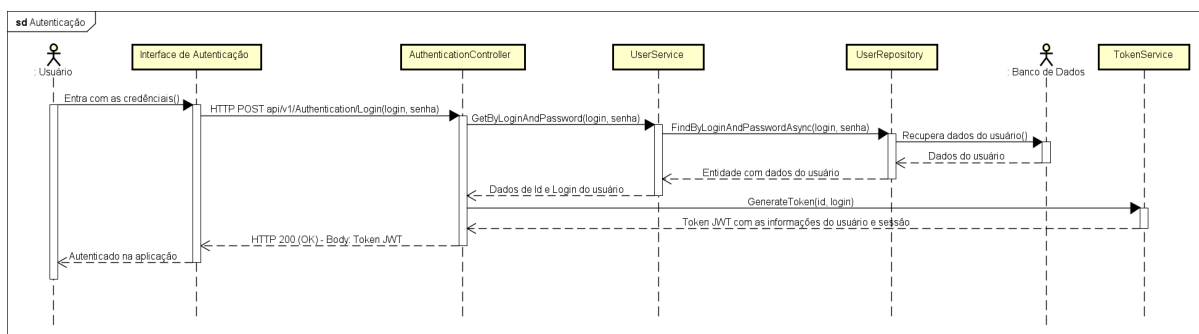 sd Autenticação
Interface de Autenticação
AuthenticationController
UserService
UserRepository
TokenService
: Usuário
: Banco de Dados
Entra com as credênciais()
HTTP POST api/v1/Authentication/Login(login, senha)
GetByLoginAndPassword(login, senha)
FindByLoginAndPasswordAsync(login, senha)
Recupera dados do usuário()
Dados do usuário
Entidade com dados do usuário
Dados de Id e Login do usuário
GenerateToken(id, login)
Token JWT com as informações do usuário e sessão
HTTP 200 (OK) - Body: Token JWT
Autenticado na aplicação